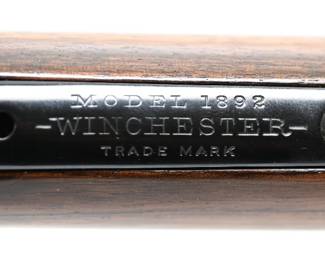 MODEL 1892
-WINCHESTER-
TRADE MARK